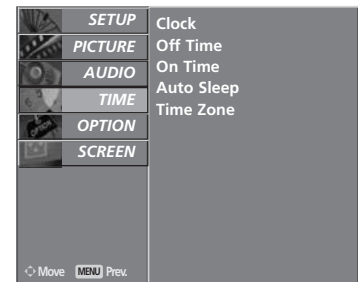 SETUP
PICTURE
AUDIO
TIME
OPTION
SCREEN
Move MENU Prev.
Clock
Off Time
On Time
Auto Sleep
Time Zone